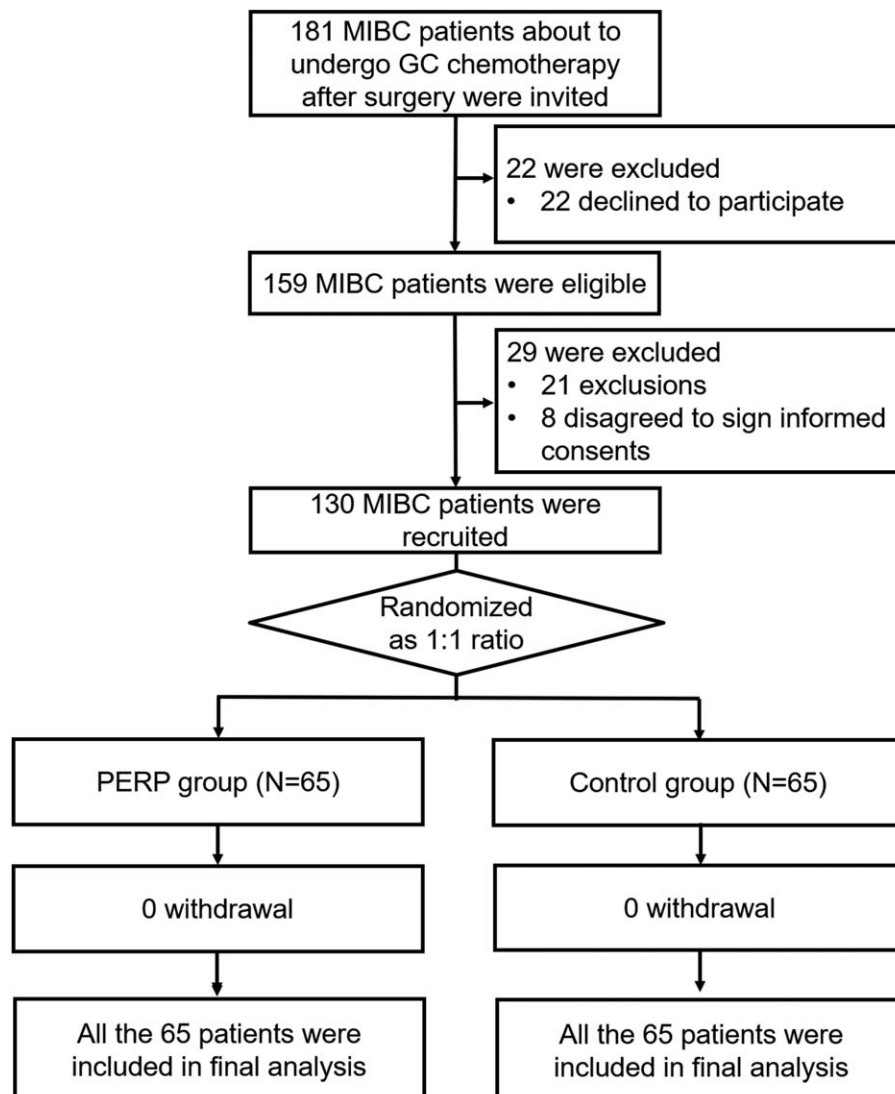 181 MIBC patients about to
undergo GC chemotherapy
after surgery were invited
22 were excluded
• 22 declined to participate
159 MIBC patients were eligible
29 were excluded
• 21 exclusions
• 8 disagreed to sign informed
consents
130 MIBC patients were
recruited
Randomized
as 1:1 ratio
PERP group (N=65)
Control group (N=65)
0 withdrawal
0 withdrawal
All the 65 patients were
included in final analysis
All the 65 patients were
included in final analysis